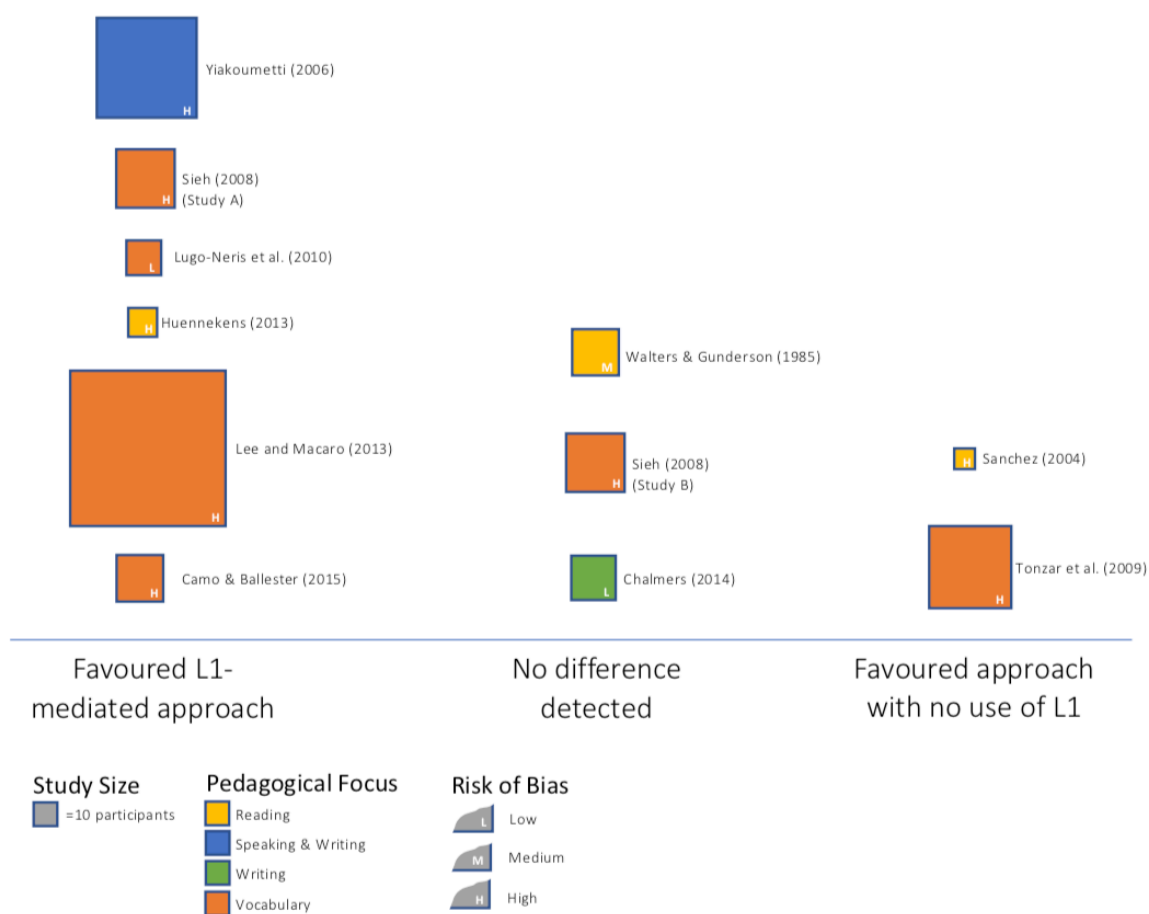 Yiakoumetti (2006)
H
Sieh (2008)
(Study A)
H
Lugo-Neris et al. (2010)
L
Huennekens (2013)
H
Walters & Gunderson (1985)
M
Lee and Macaro (2013)
H
Sieh (2008)
(Study B)
H
Sanchez (2004)
H
Camo & Ballester (2015)
H
Chalmers (2014)
L
Tonzar et al. (2009)
H
Favoured L1-
mediated approach
No difference
detected
Favoured approach
with no use of L1
Study Size
=10 participants
Pedagogical Focus
Reading
Speaking & Writing
Writing
Vocabulary
Risk of Bias
L Low
M Medium
H High